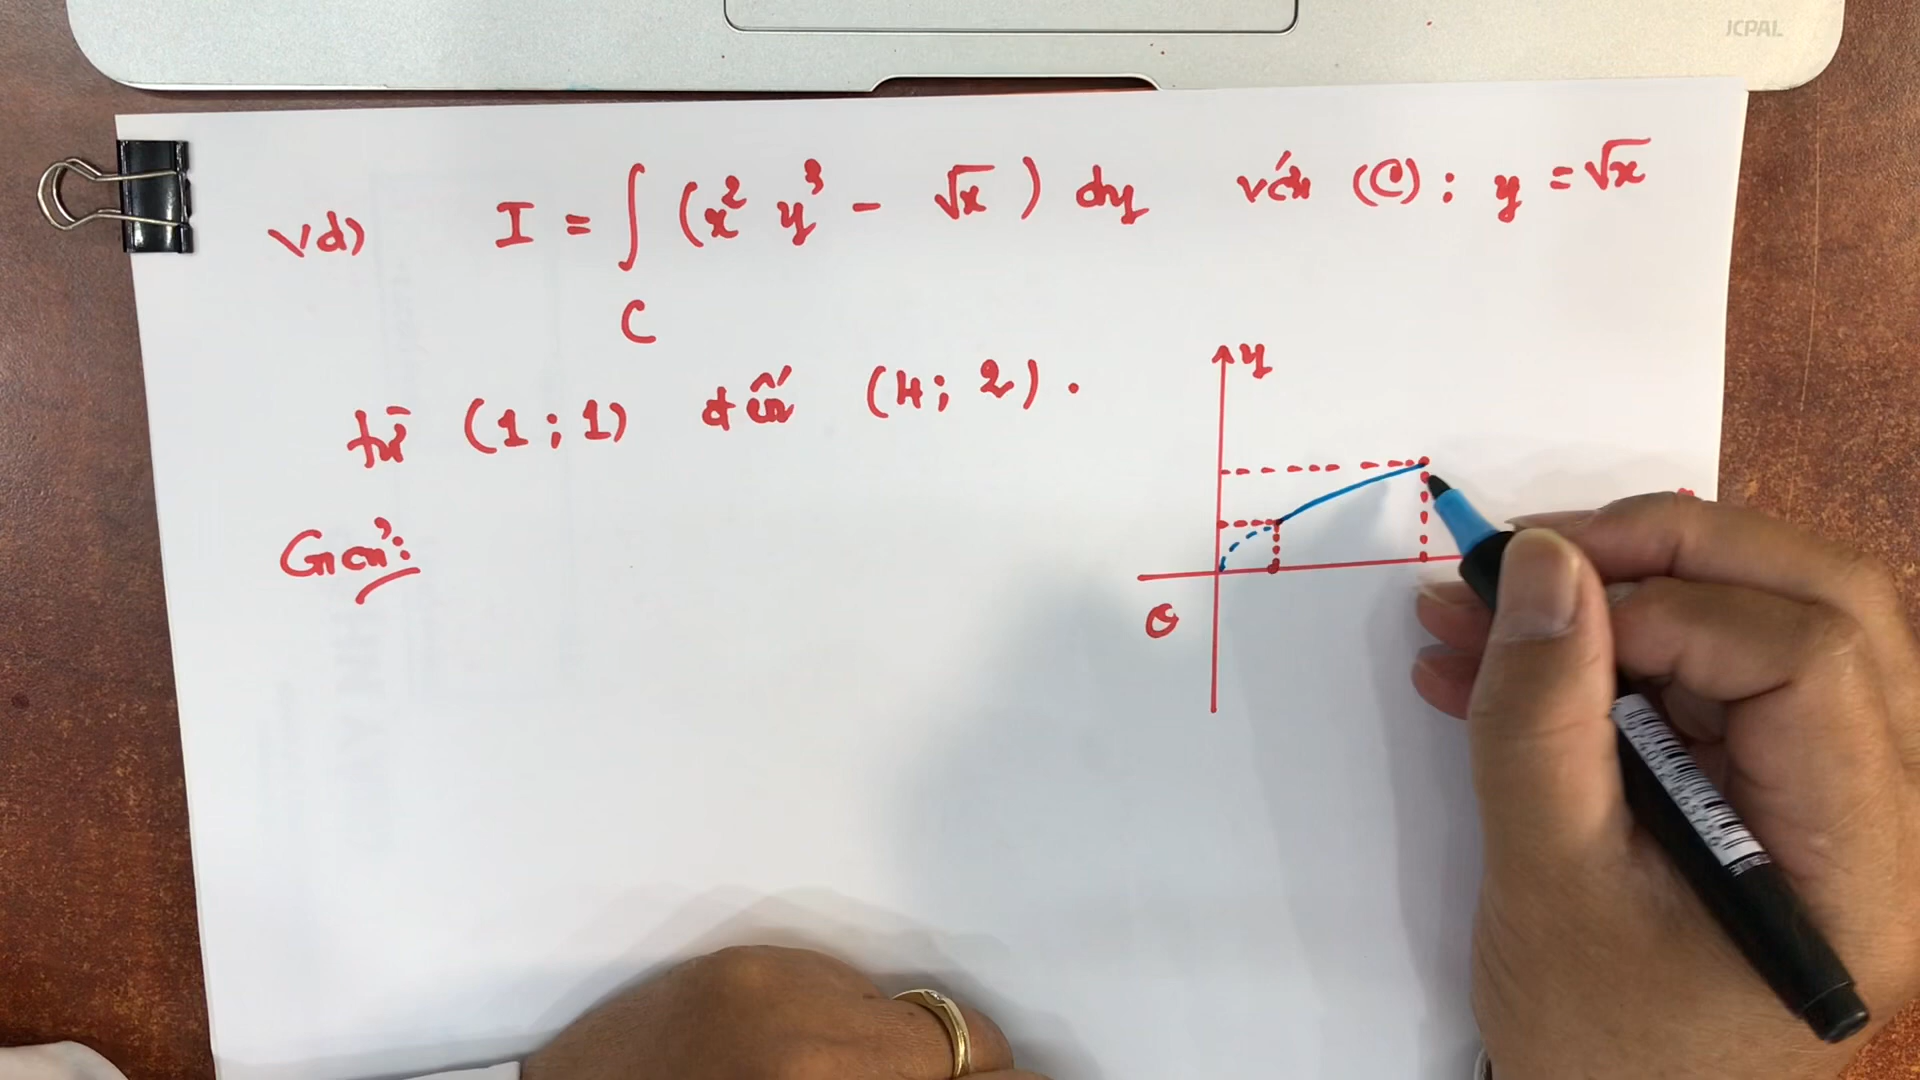 JCPAL
Vd) I = ∫ (x² y³ - √x) dy với (C): y = √x
C
từ (1; 1) đến (4; 2).
y
Giải:
O